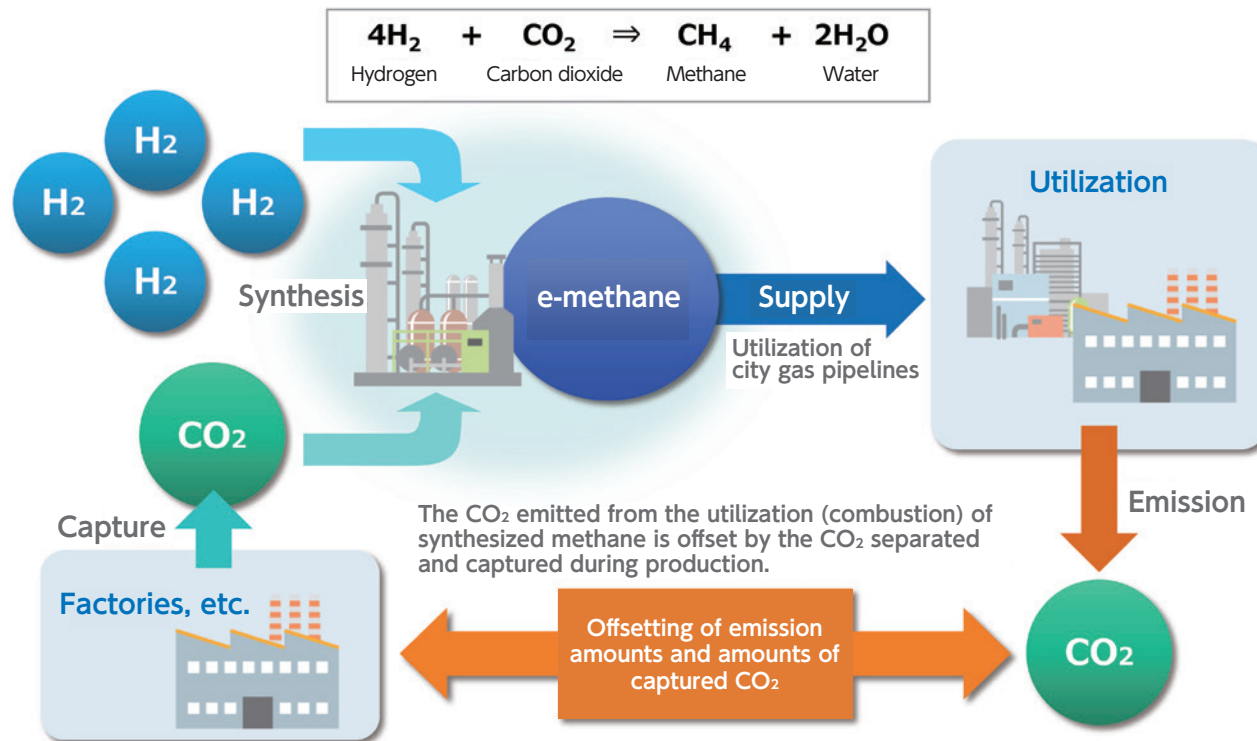 4H₂ + CO₂ ⇒ CH₄ + 2H₂O
Hydrogen Carbon dioxide Methane Water
H₂
H₂
H₂
H₂
Synthesis
e-methane
Supply
Utilization of
city gas pipelines
Utilization
CO₂
Capture
Factories, etc.
The CO₂ emitted from the utilization (combustion) of
synthesized methane is offset by the CO₂ separated
and captured during production.
Emission
Offsetting of emission
amounts and amounts of
captured CO₂
CO₂